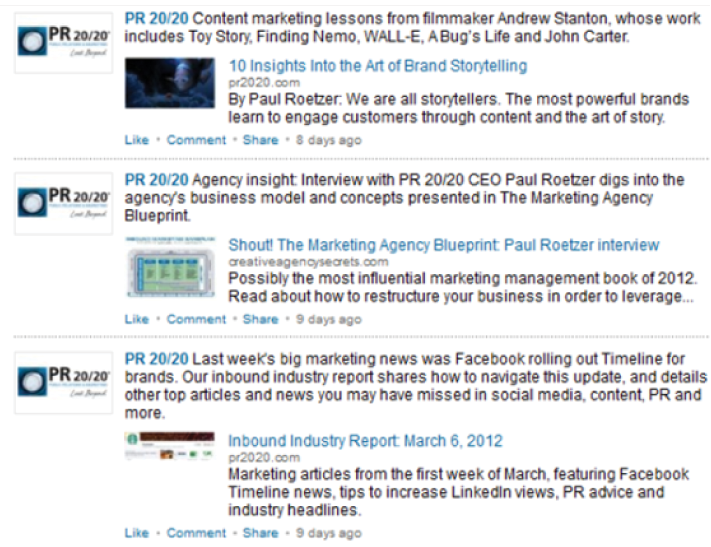 PR 20/20
Last Beyond
PR 20/20 Content marketing lessons from filmmaker Andrew Stanton, whose work
includes Toy Story, Finding Nemo, WALL-E, A Bug's Life and John Carter.
10 Insights Into the Art of Brand Storytelling
pr2020.com
By Paul Roetzer: We are all storytellers. The most powerful brands
learn to engage customers through content and the art of story.
Like • Comment • Share • 8 days ago
PR 20/20
PR 20/20 Agency insight: Interview with PR 20/20 CEO Paul Roetzer digs into the
agency's business model and concepts presented in The Marketing Agency
Blueprint.
Shout! The Marketing Agency Blueprint: Paul Roetzer interview
creativeagencysecrets.com
Possibly the most influential marketing management book of 2012.
Read about how to restructure your business in order to leverage...
Like • Comment • Share • 9 days ago
PR 20/20
PR 20/20 Last week's big marketing news was Facebook rolling out Timeline for
brands. Our inbound industry report shares how to navigate this update, and details
other top articles and news you may have missed in social media, content, PR and
more.
Inbound Industry Report: March 6, 2012
pr2020.com
Marketing articles from the first week of March, featuring Facebook
Timeline news, tips to increase LinkedIn views, PR advice and
industry headlines.
Like • Comment • Share • 9 days ago